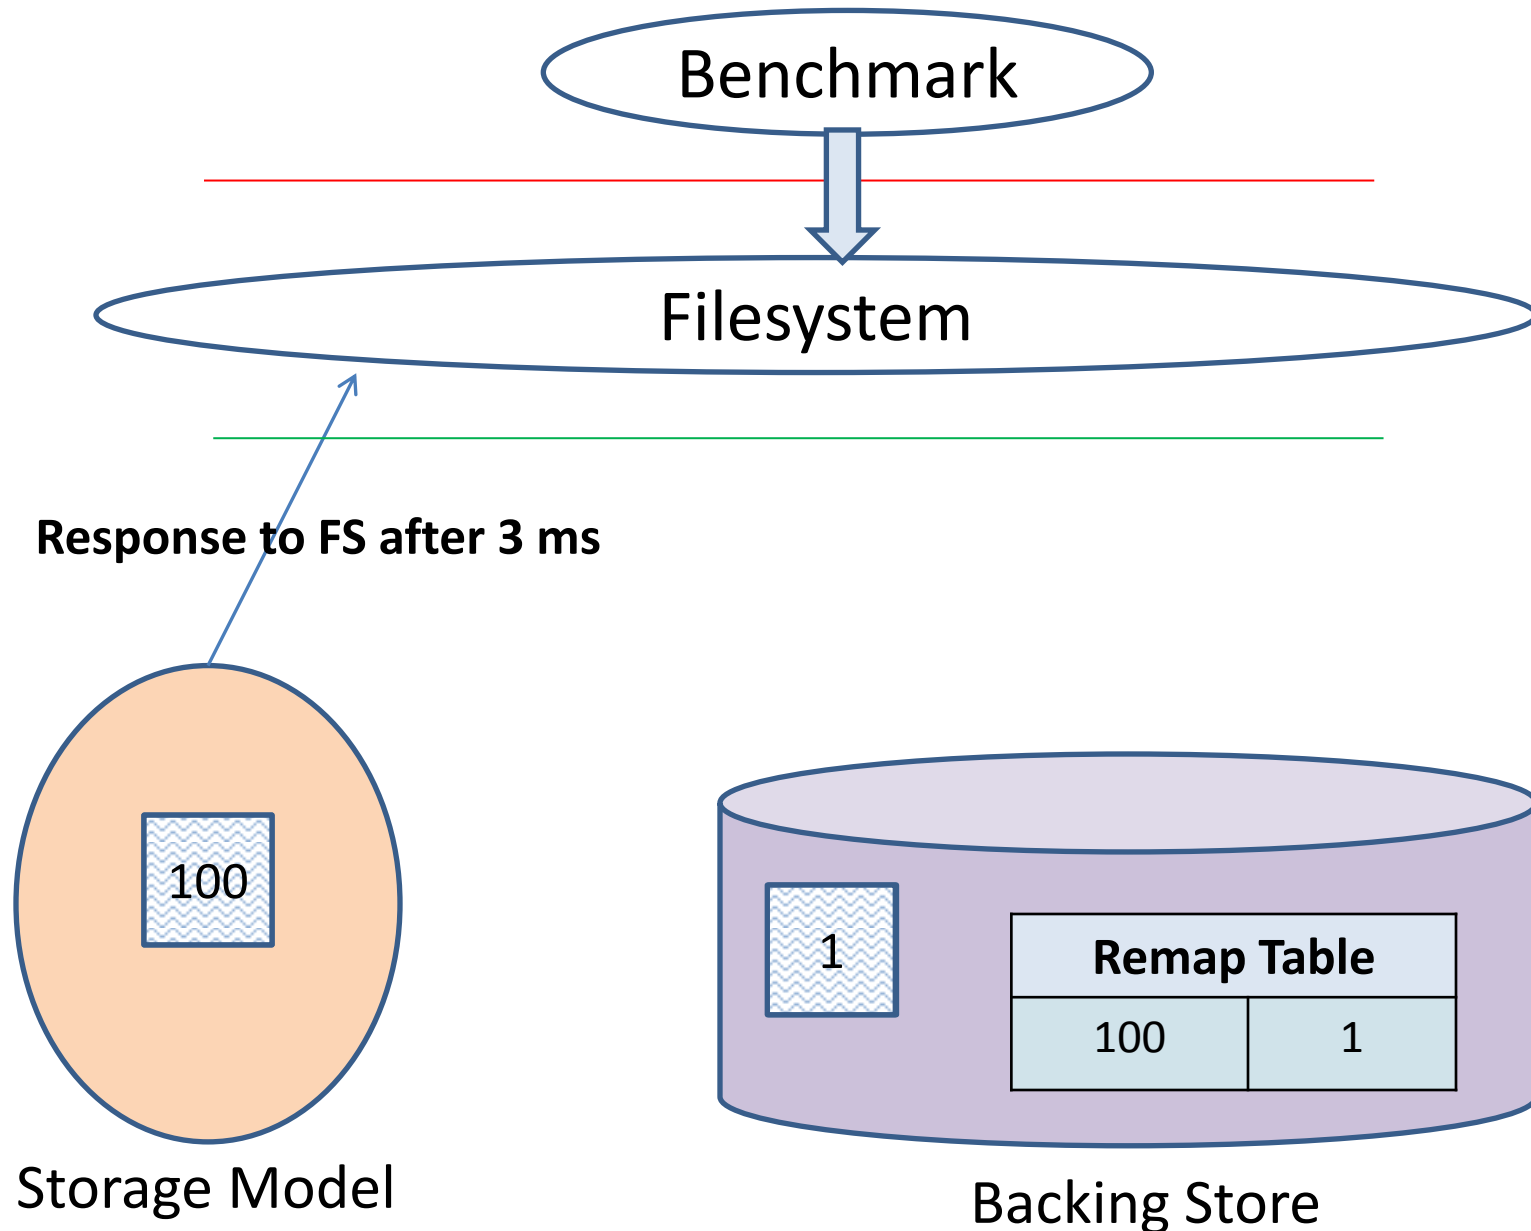 Benchmark
Filesystem
Response to FS after 3 ms
100
1
Remap Table
100 1
Storage Model
Backing Store